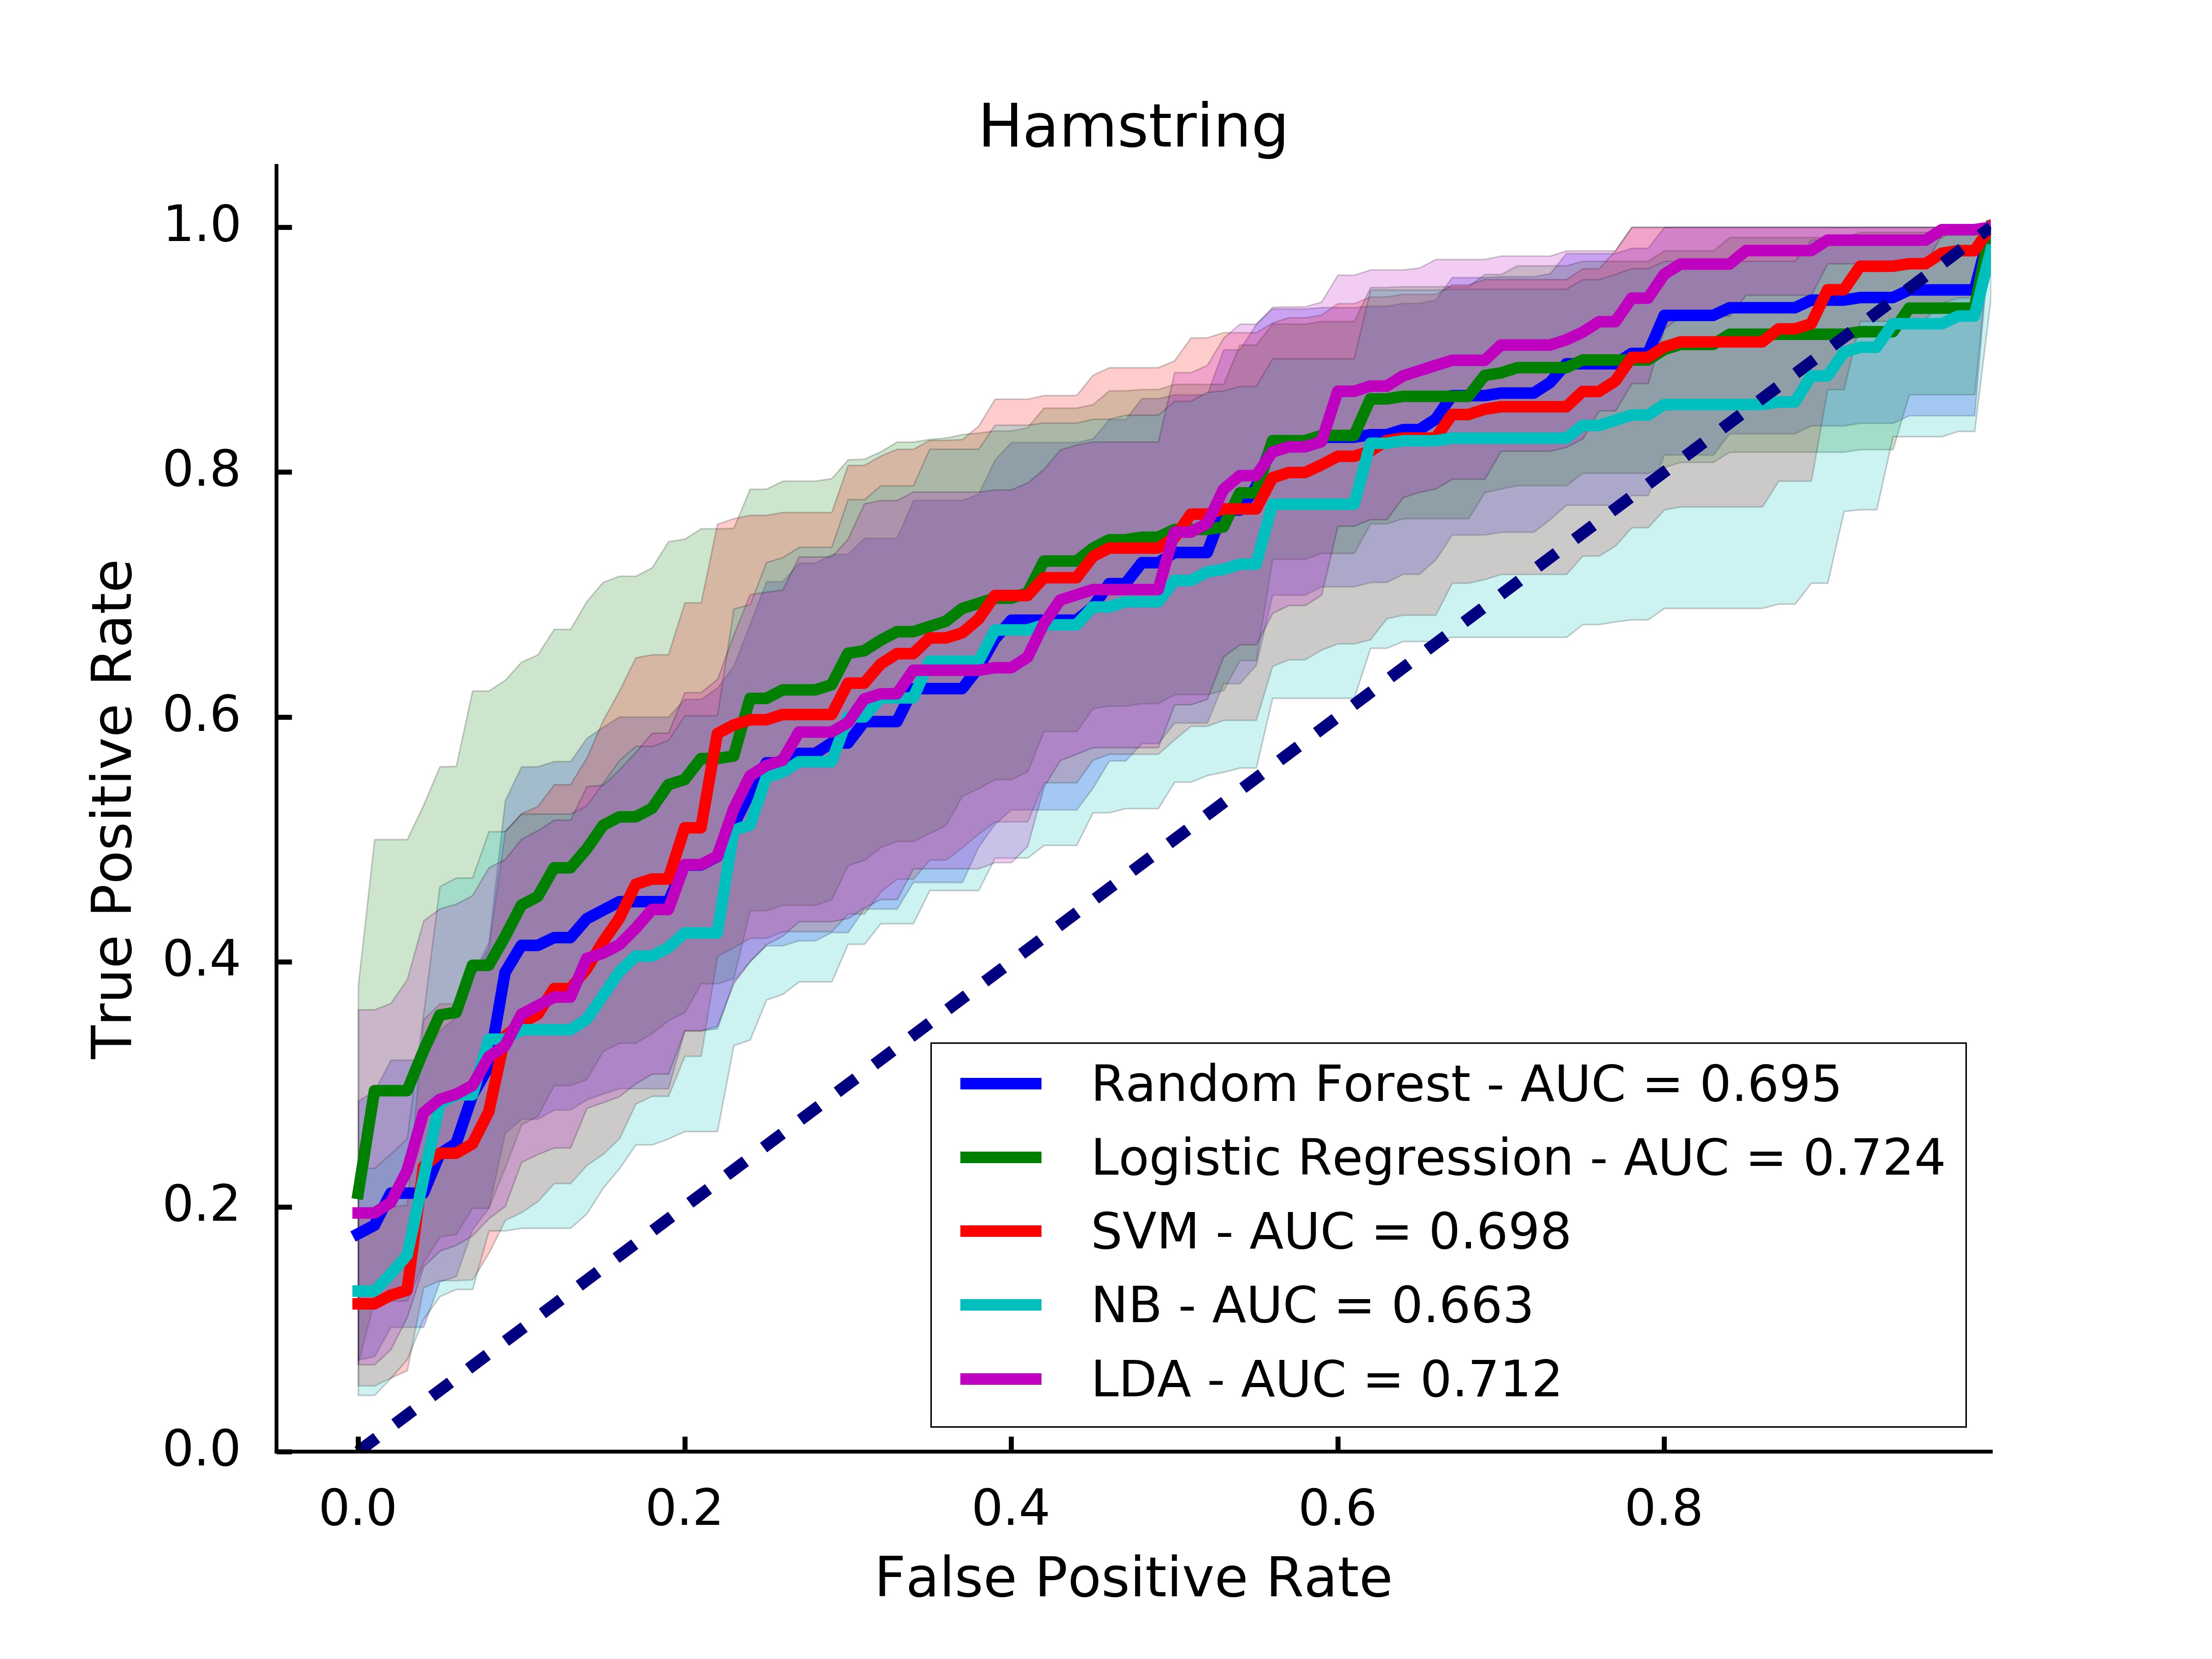 Hamstring
1.0
0.8
0.6
0.4
0.2
0.0
True Positive Rate
0.0 0.2 0.4 0.6 0.8
False Positive Rate
Random Forest - AUC = 0.695
Logistic Regression - AUC = 0.724
SVM - AUC = 0.698
NB - AUC = 0.663
LDA - AUC = 0.712